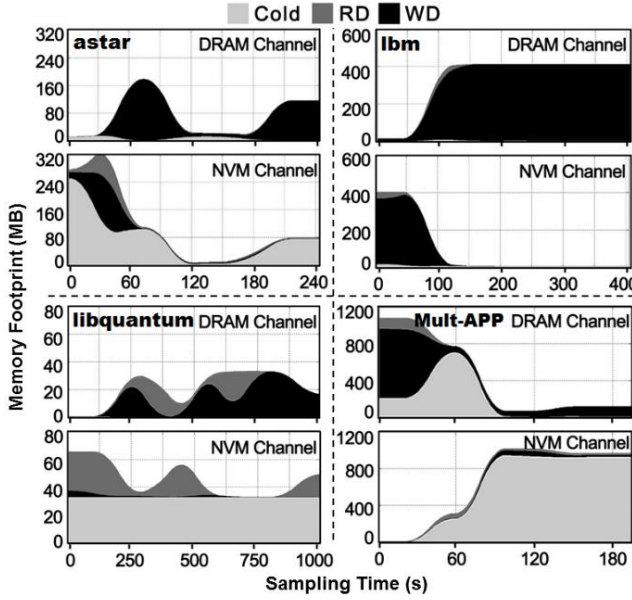 Cold RD WD
astar DRAM Channel
320
240
160
80
0
NVM Channel
320
240
160
80
0
0 60 120 180 240
lbm DRAM Channel
600
400
200
0
NVM Channel
600
400
200
0
0 100 200 300 400
libquantum DRAM Channel
80
60
40
20
0
NVM Channel
80
60
40
20
0
0 250 500 750 1000
Mult-APP DRAM Channel
1200
800
400
0
NVM Channel
1200
800
400
0
0 60 120 180
Memory Footprint (MB)
Sampling Time (s)